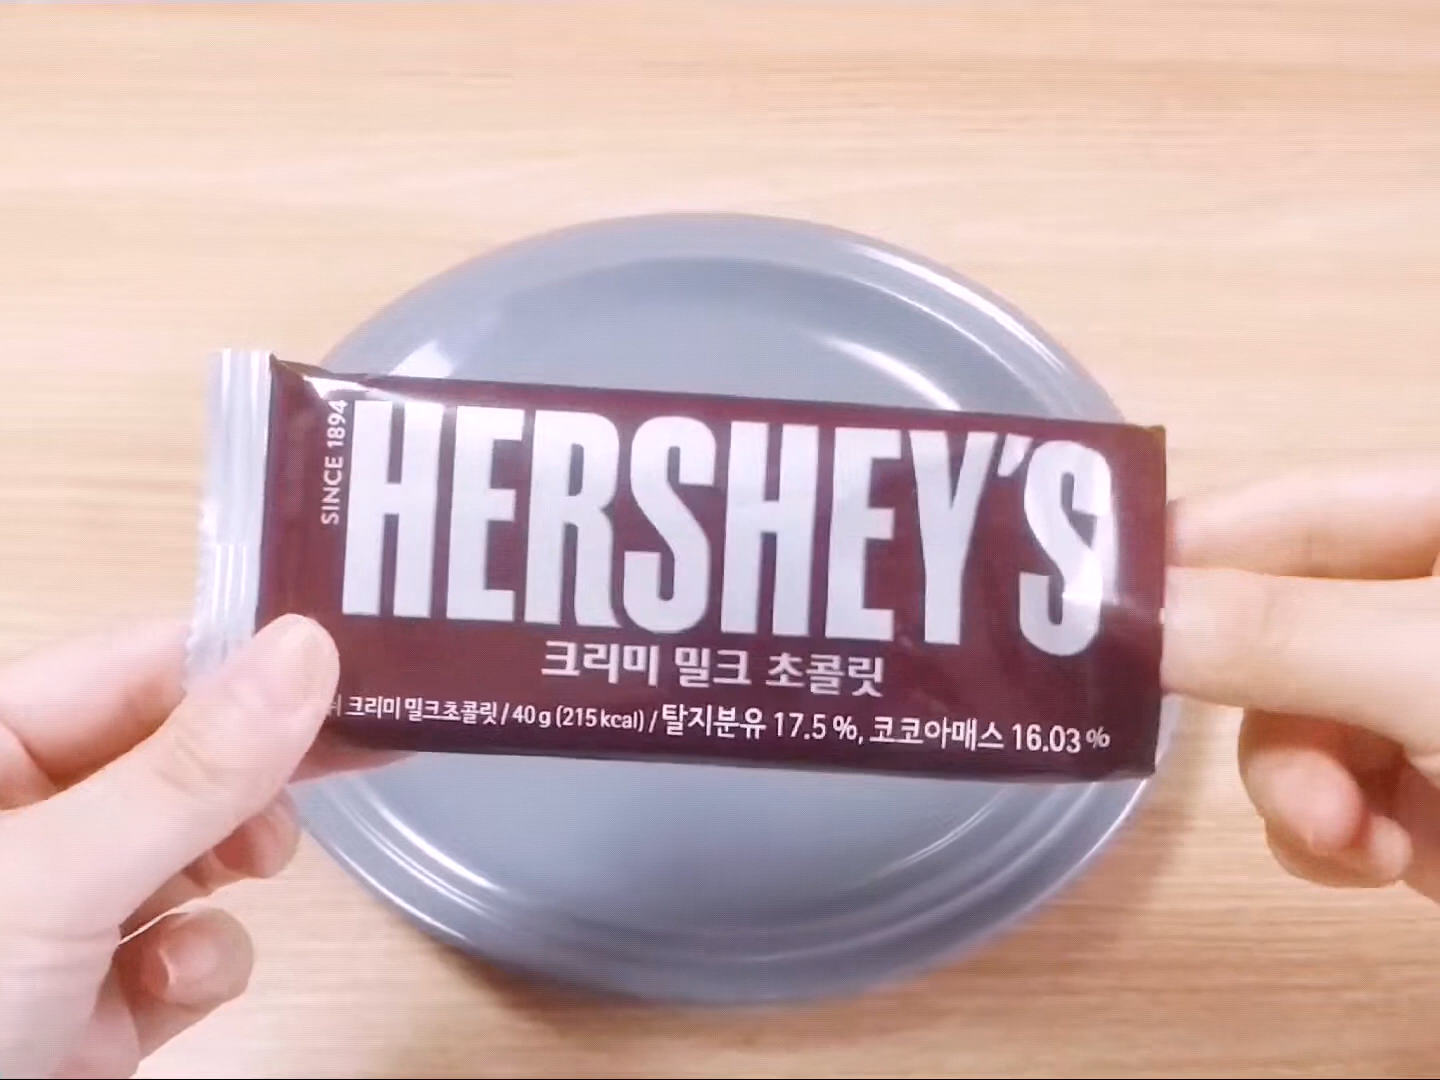 SINCE 1894
HERSHEY'S
크리미 밀크 초콜릿
크리미 밀크초콜릿 / 40 g (215 kcal) / 탈지분유 17.5 %, 코코아매스 16.03 %